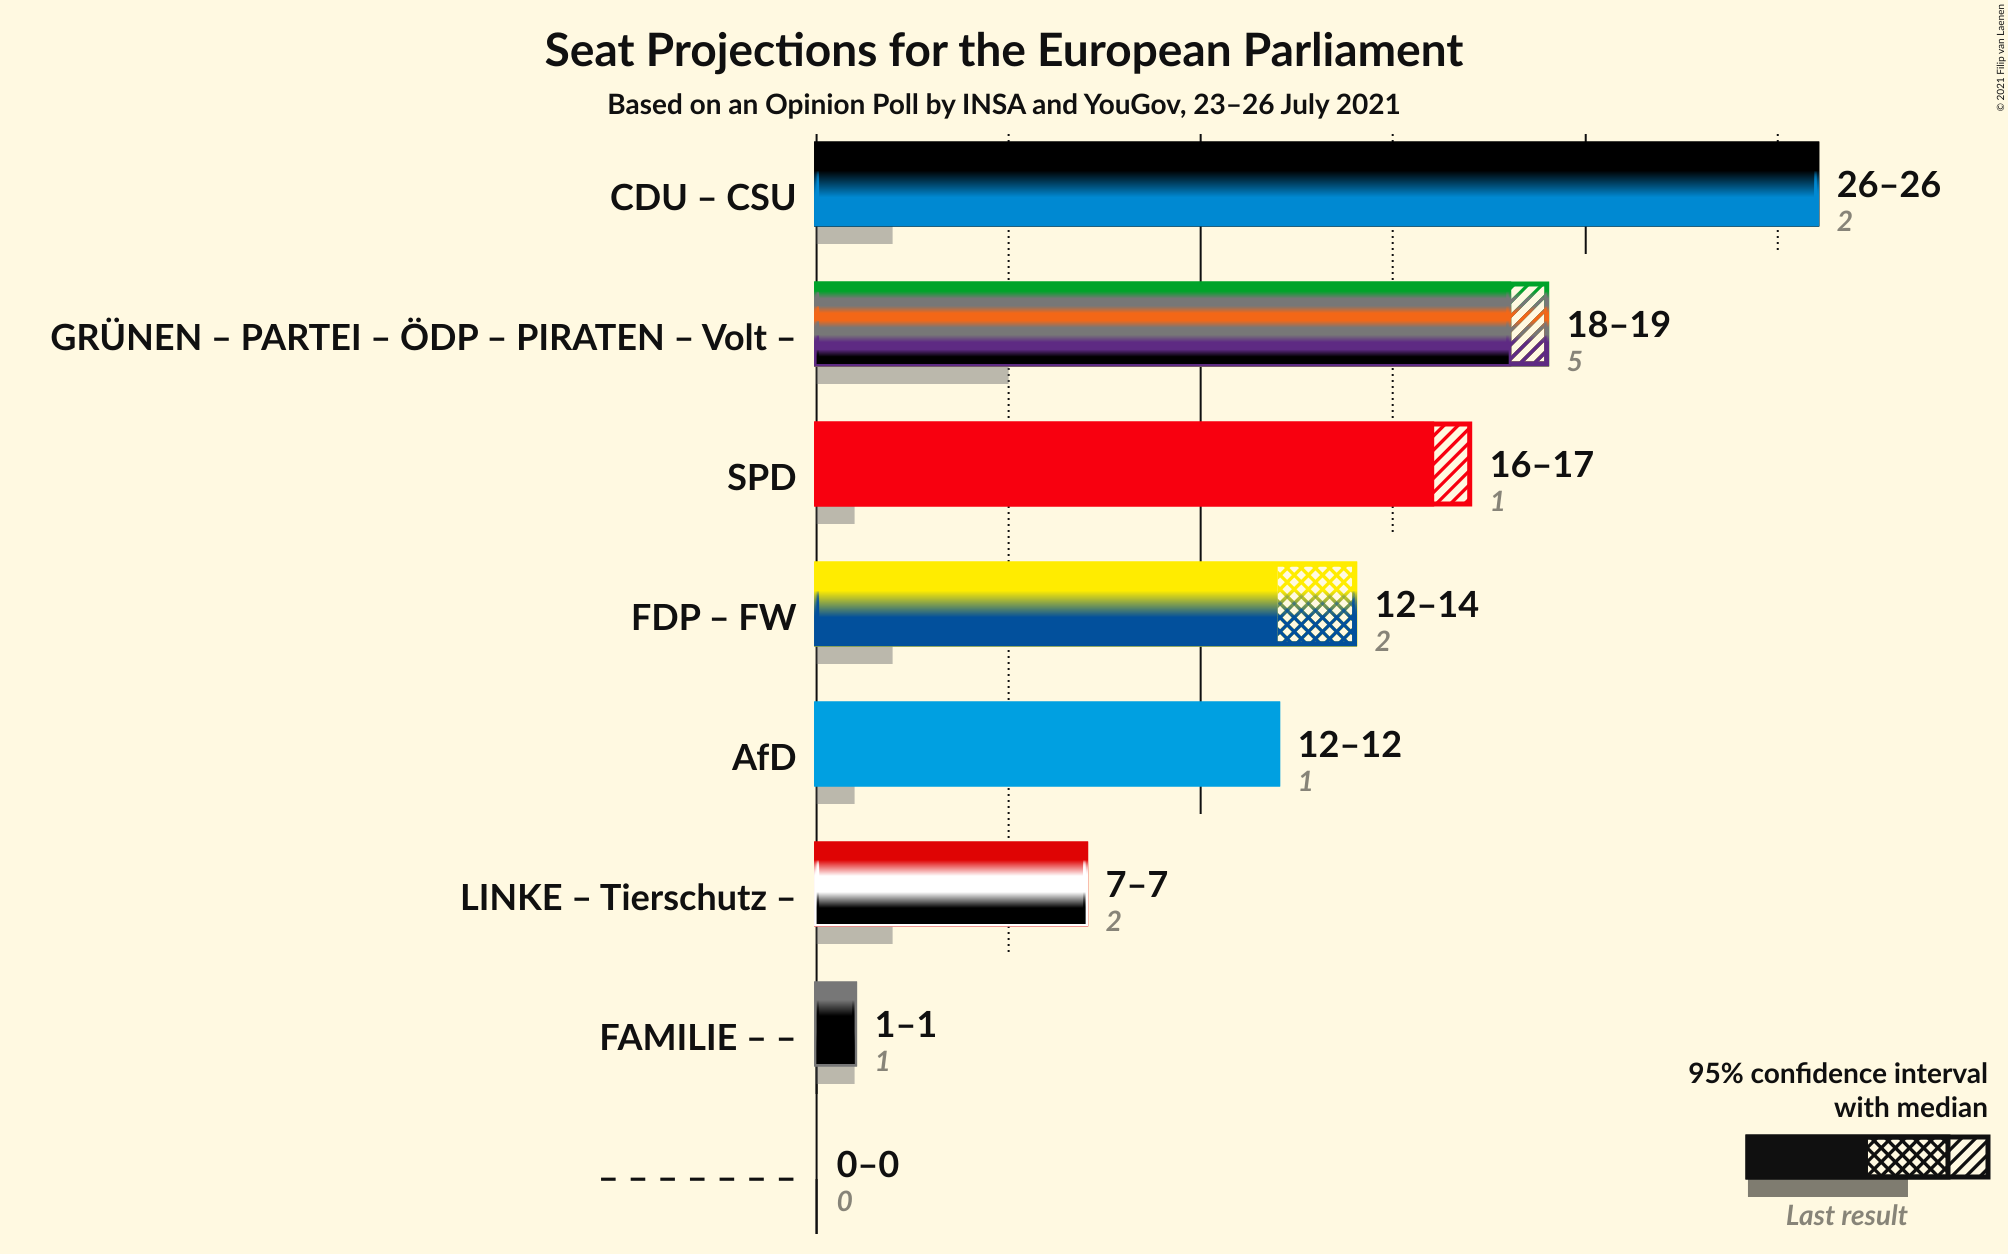 Seat Projections for the European Parliament
Based on an Opinion Poll by INSA and YouGov, 23–26 July 2021
© 2021 Filip van Laenen
CDU – CSU
26–26
2
GRÜNEN – PARTEI – ÖDP – PIRATEN – Volt –
18–19
5
SPD
16–17
1
FDP – FW
12–14
2
AfD
12–12
1
LINKE – Tierschutz –
7–7
2
FAMILIE – –
1–1
1
– – – – – – –
0–0
0
95% confidence interval
with median
Last result